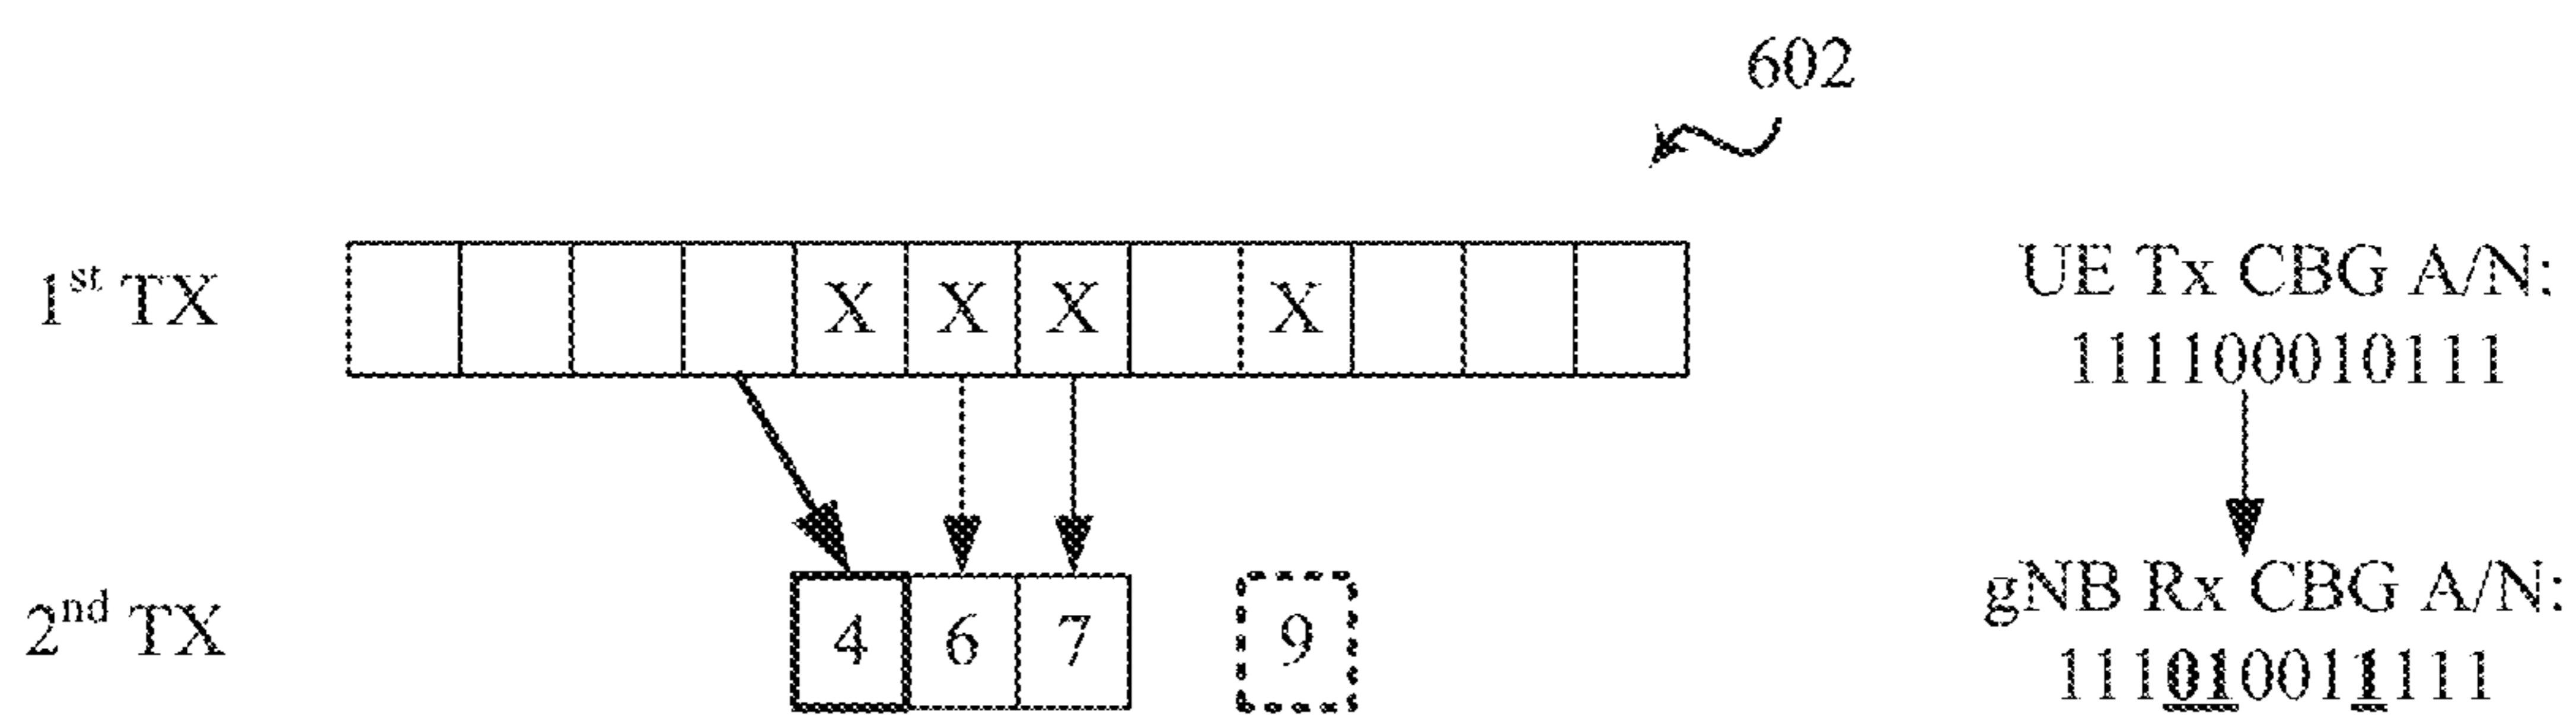 602
1st TX
X X X X
UE Tx CBG A/N:
111100010111
2nd TX
4 6 7 9
gNB Rx CBG A/N:
111010011111